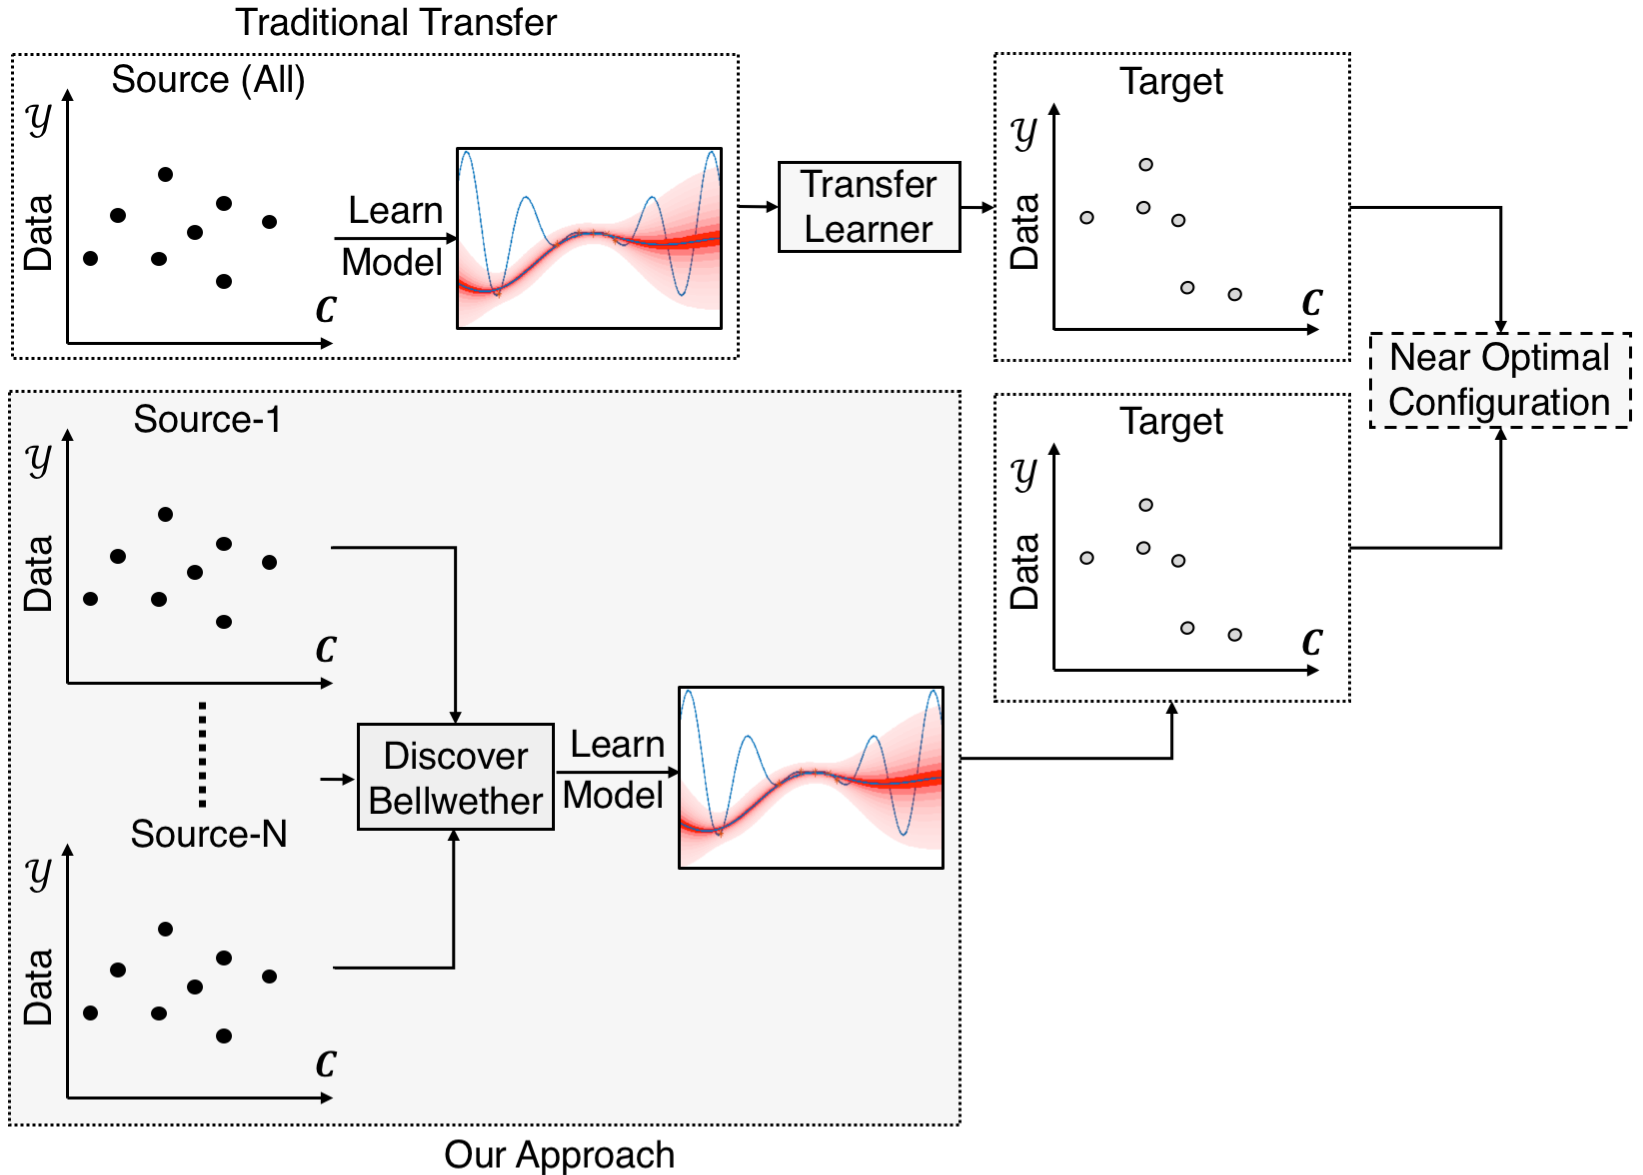 Traditional Transfer
Source (All)
𝒴
Data
C
Learn
Model
Transfer
Learner
Target
𝒴
Data
C
Near Optimal
Configuration
Source-1
𝒴
Data
C
Source-N
𝒴
Data
C
Discover
Bellwether
Learn
Model
Target
𝒴
Data
C
Our Approach